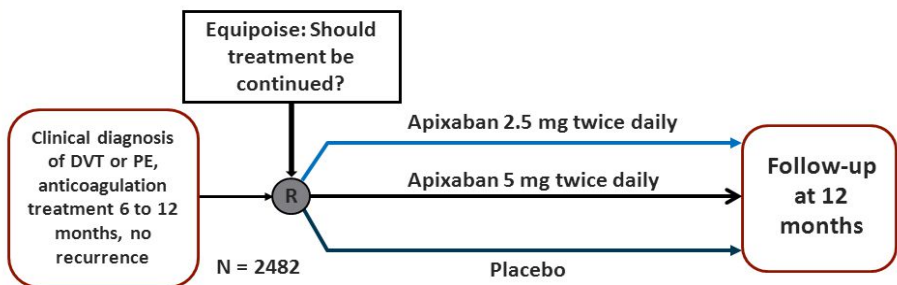 Equipoise: Should
treatment be
continued?
Clinical diagnosis
of DVT or PE,
anticoagulation
treatment 6 to 12
months, no
recurrence
R
N = 2482
Apixaban 2.5 mg twice daily
Apixaban 5 mg twice daily
Placebo
Follow-up
at 12
months